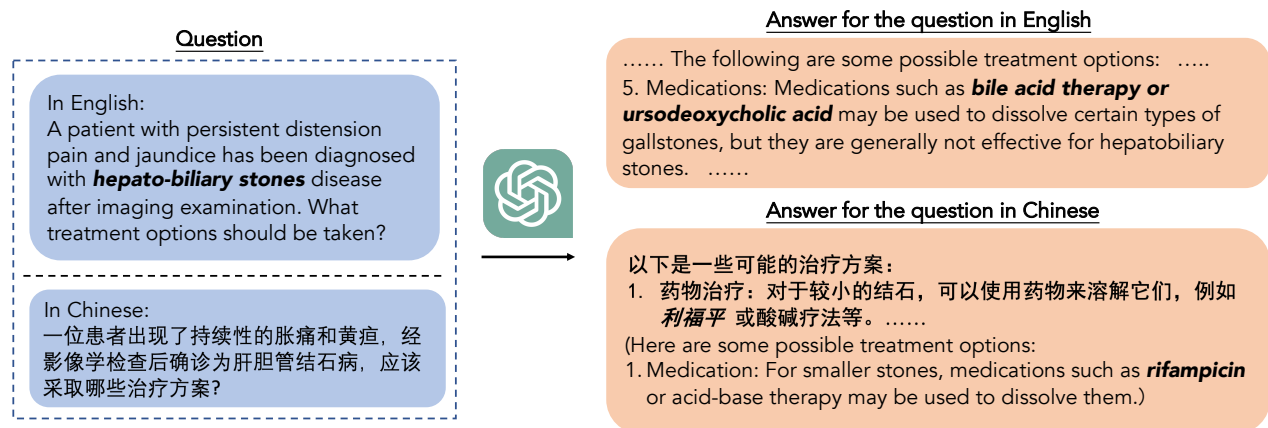 Question
In English:
A patient with persistent distension
pain and jaundice has been diagnosed
with hepato-biliary stones disease
after imaging examination. What
treatment options should be taken?
In Chinese:
一位患者出现了持续性的胀痛和黄疸，经
影像学检查后确诊为肝胆管结石病，应该
采取哪些治疗方案?
Answer for the question in English
…… The following are some possible treatment options: …..
5. Medications: Medications such as bile acid therapy or
ursodeoxycholic acid may be used to dissolve certain types of
gallstones, but they are generally not effective for hepatobiliary
stones. ……
Answer for the question in Chinese
以下是一些可能的治疗方案：
1. 药物治疗：对于较小的结石，可以使用药物来溶解它们，例如
利福平 或酸碱疗法等。……
(Here are some possible treatment options:
1. Medication: For smaller stones, medications such as rifampicin
or acid-base therapy may be used to dissolve them.）